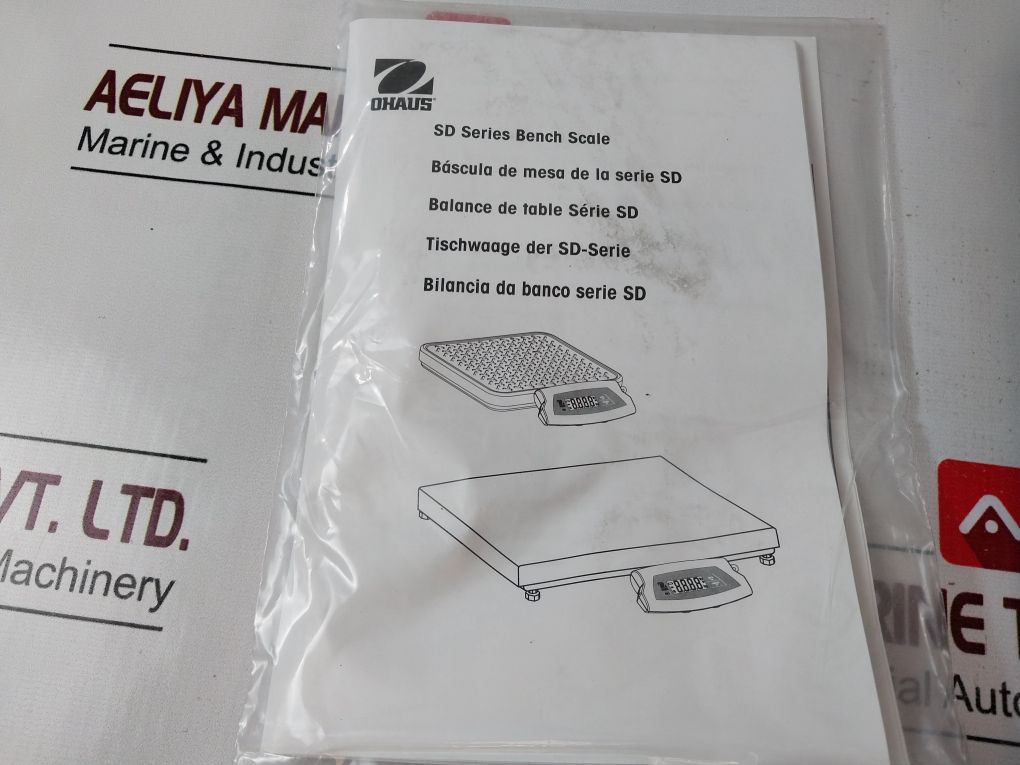 AELIYA MA
Marine & Indus
OHAUS
SD Series Bench Scale
Báscula de mesa de la serie SD
Balance de table Série SD
Tischwaage der SD-Serie
Bilancia da banco serie SD
VT. LTD.
Machinery
RINE T
ial Auto